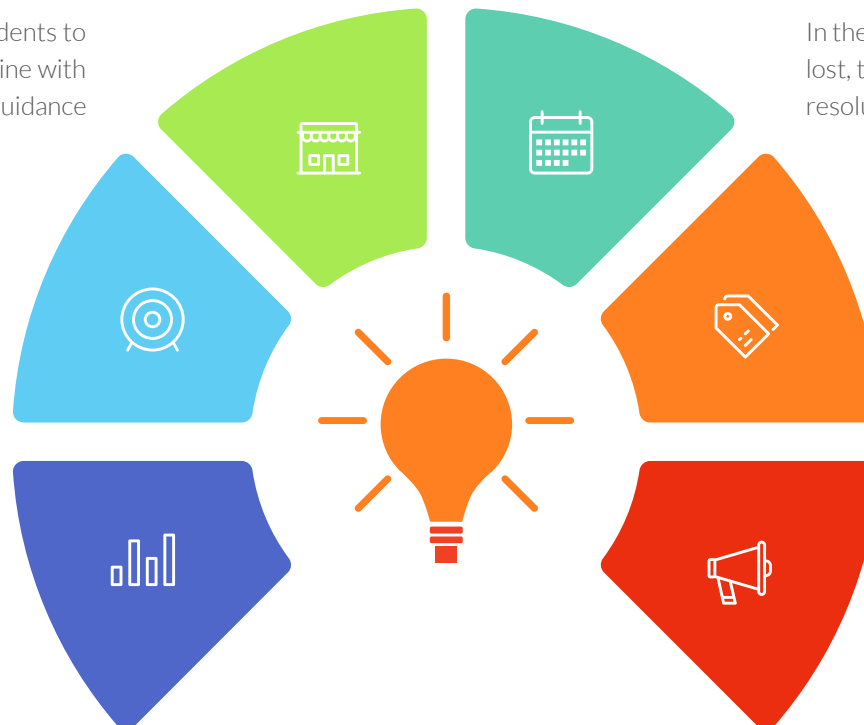 dents to
ine with
uidance
In the
lost, t
resolu